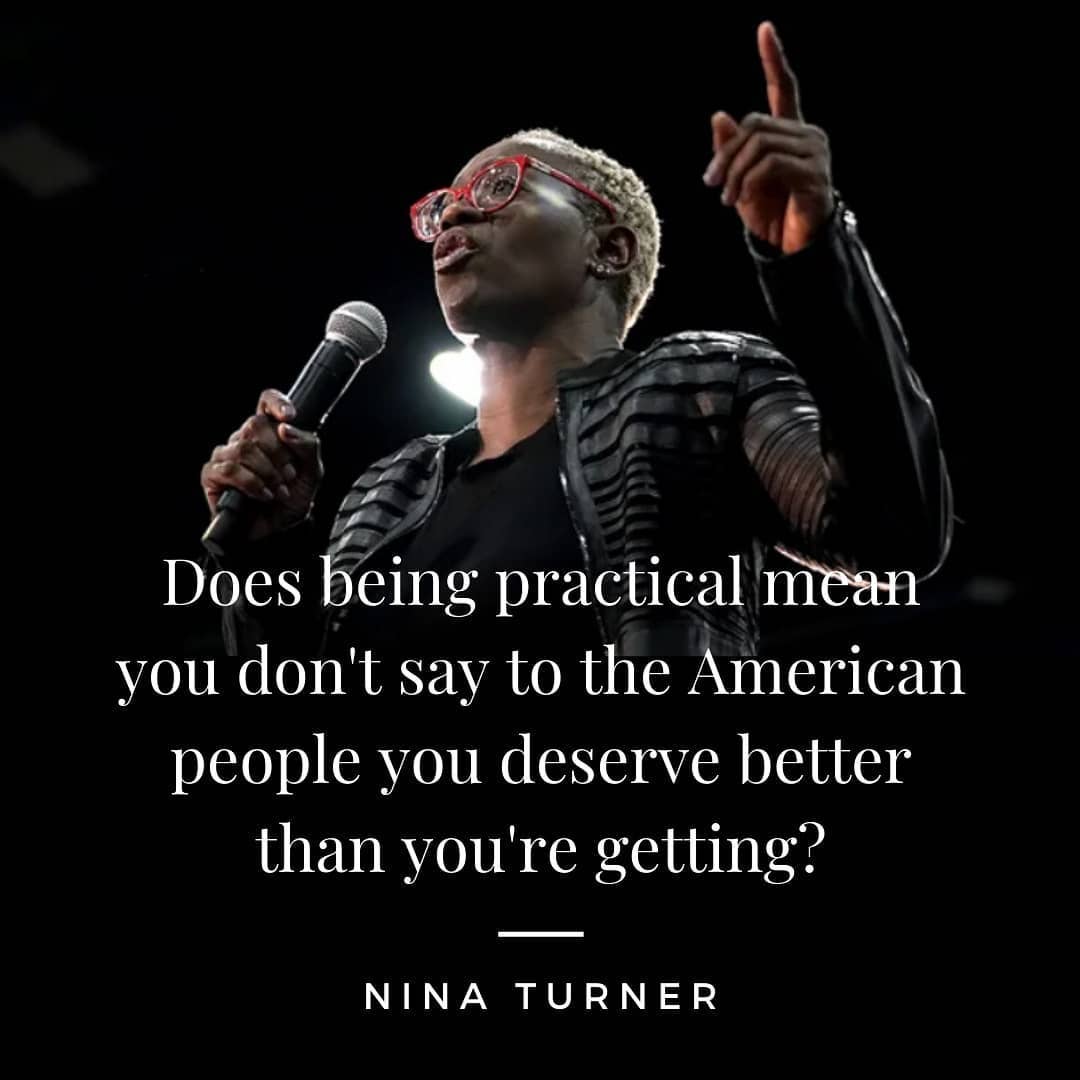 Does being practical mean
you don't say to the American
people you deserve better
than you're getting?
NINA TURNER